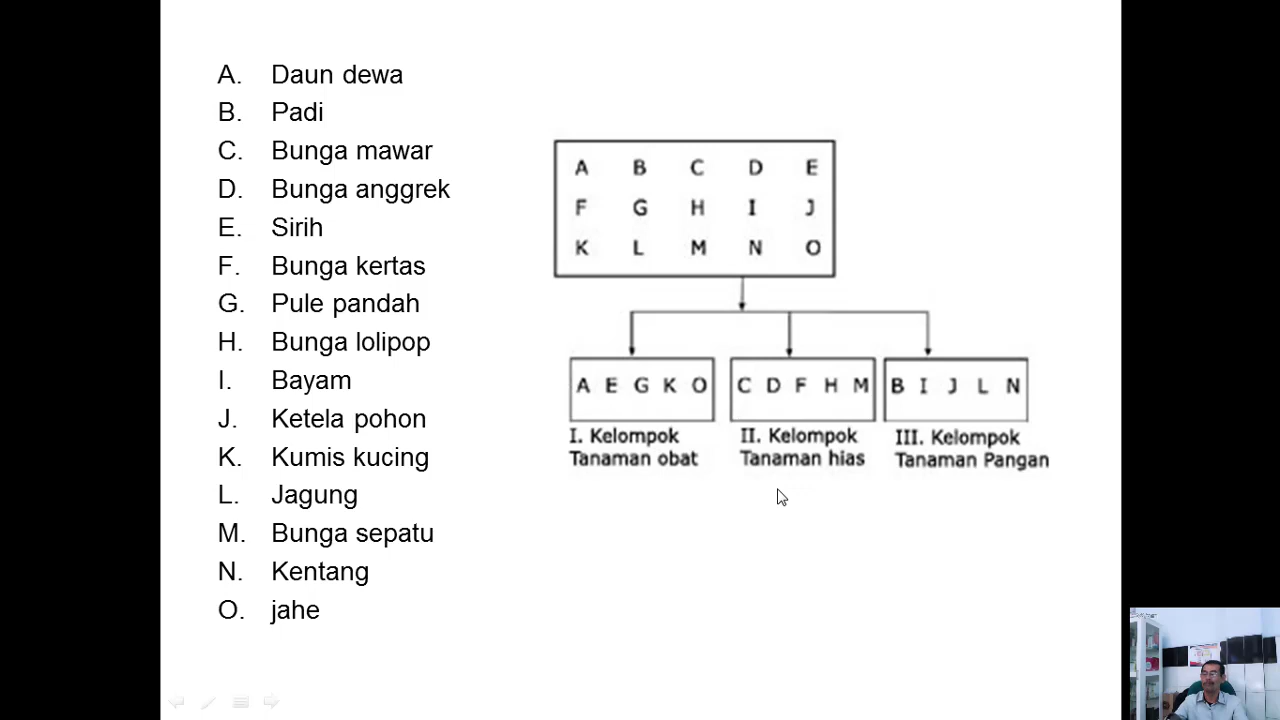 A. Daun dewa
B. Padi
C. Bunga mawar
D. Bunga anggrek
E. Sirih
F. Bunga kertas
G. Pule pandah
H. Bunga lolipop
I. Bayam
J. Ketela pohon
K. Kumis kucing
L. Jagung
M. Bunga sepatu
N. Kentang
O. jahe
A B C D E
F G H I J
K L M N O
A E G K O
I. Kelompok
Tanaman obat
C D F H M
II. Kelompok
Tanaman hias
B I J L N
III. Kelompok
Tanaman Pangan